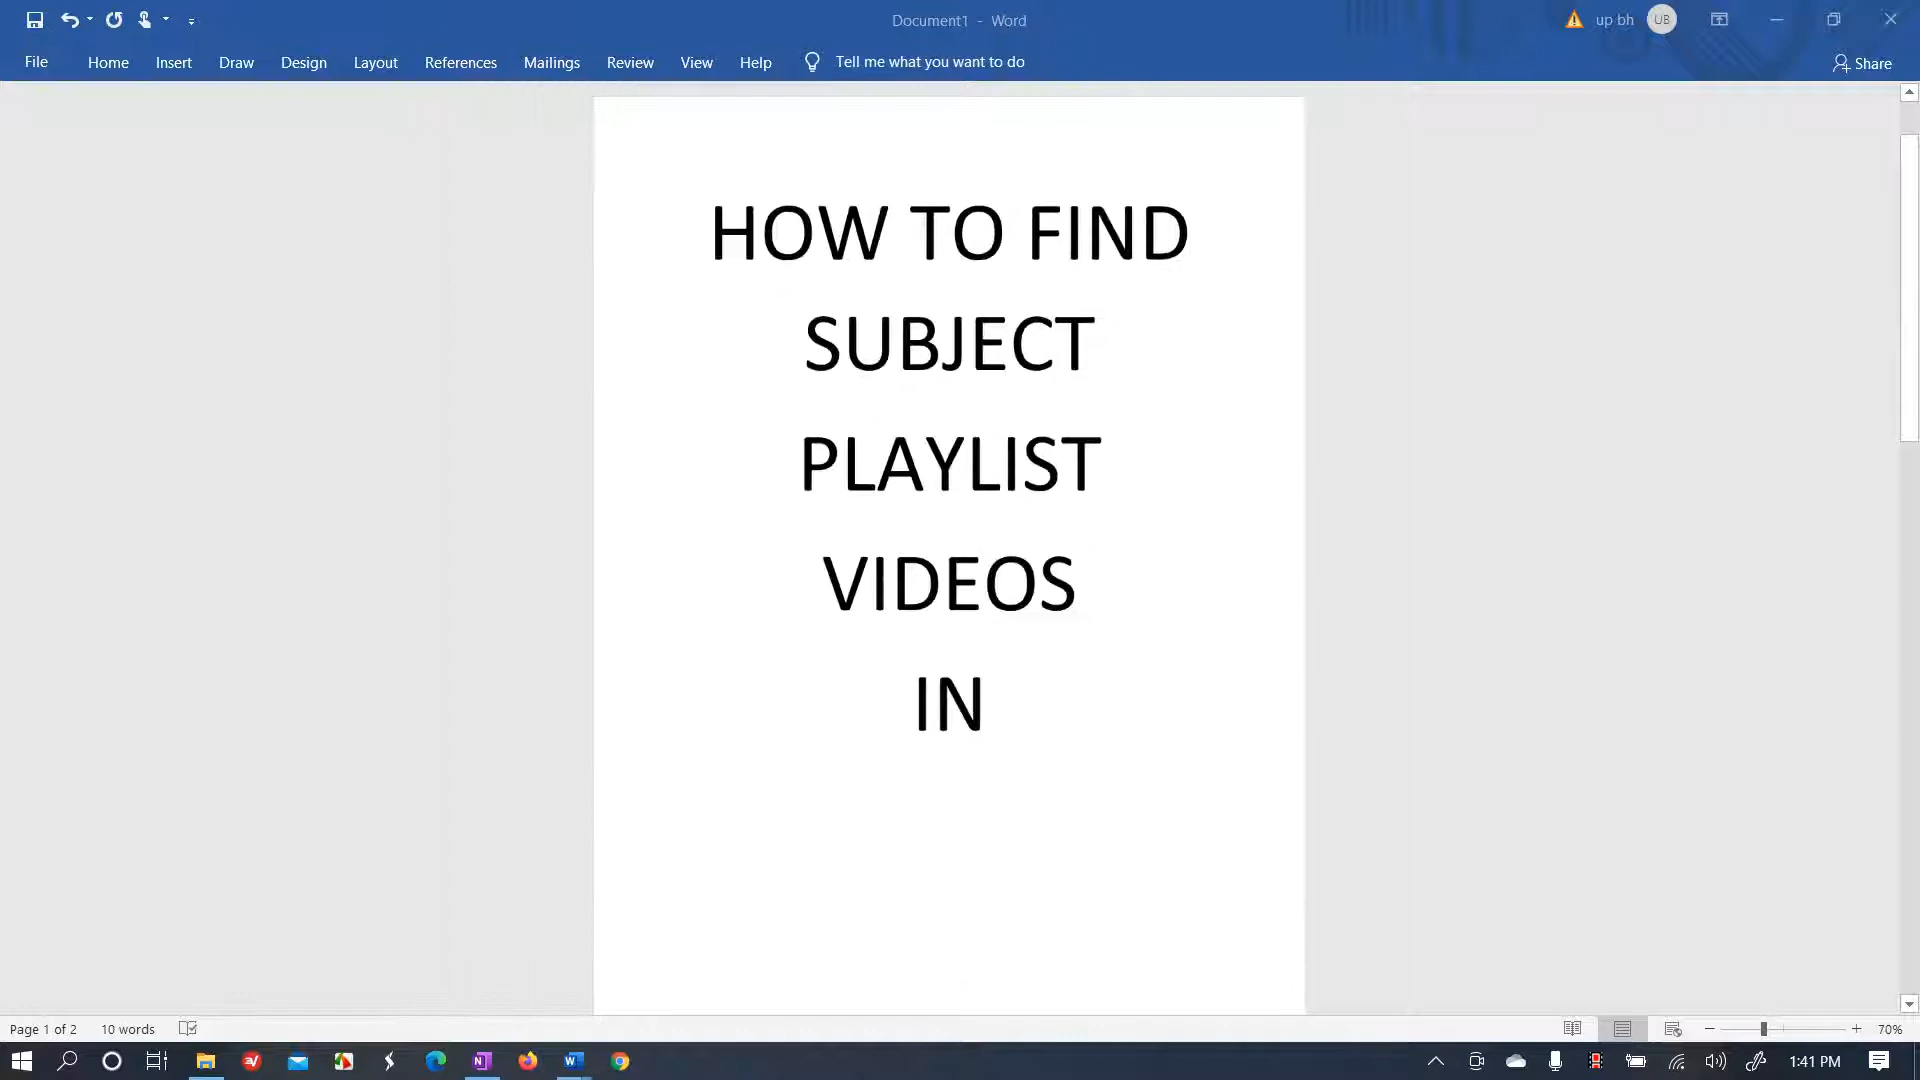 Document1 - Word
up bh
UB
File
Home
Insert
Draw
Design
Layout
References
Mailings
Review
View
Help
Tell me what you want to do
Share
HOW TO FIND
SUBJECT
PLAYLIST
VIDEOS
IN
Page 1 of 2
10 words
70%
1:41 PM